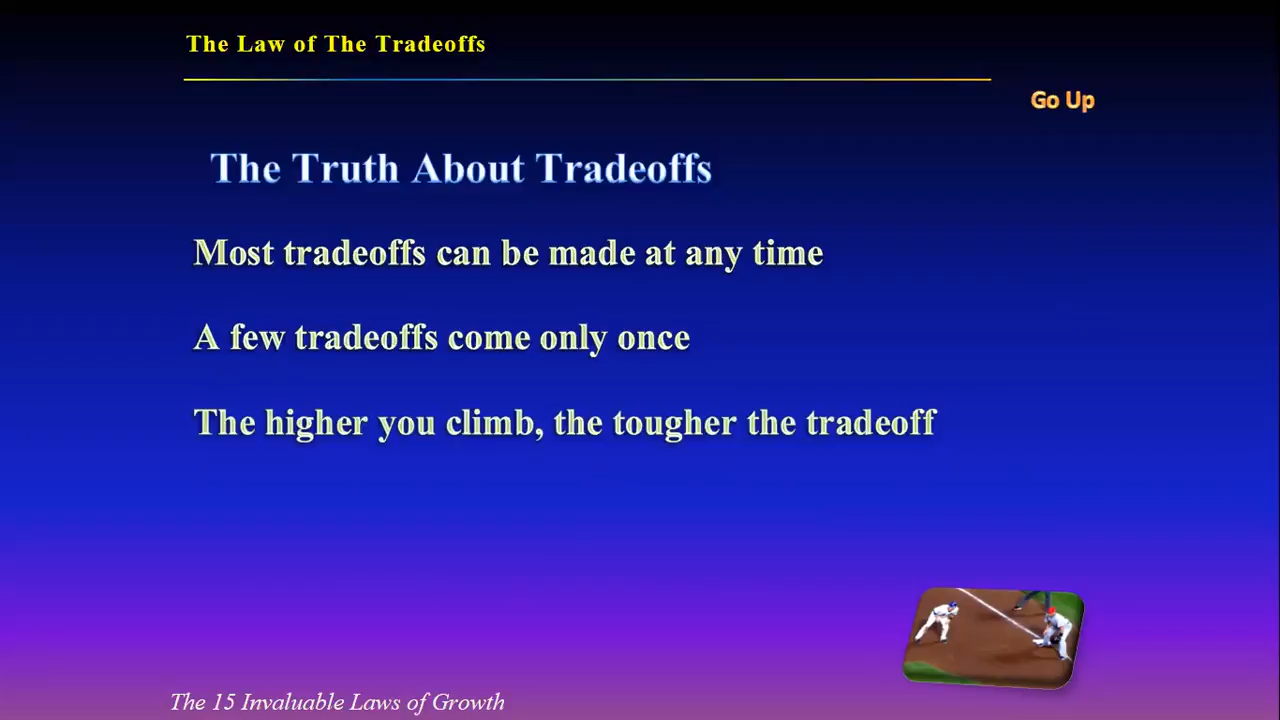 The Law of The Tradeoffs
Go Up
The Truth About Tradeoffs
Most tradeoffs can be made at any time
A few tradeoffs come only once
The higher you climb, the tougher the tradeoff
The 15 Invaluable Laws of Growth